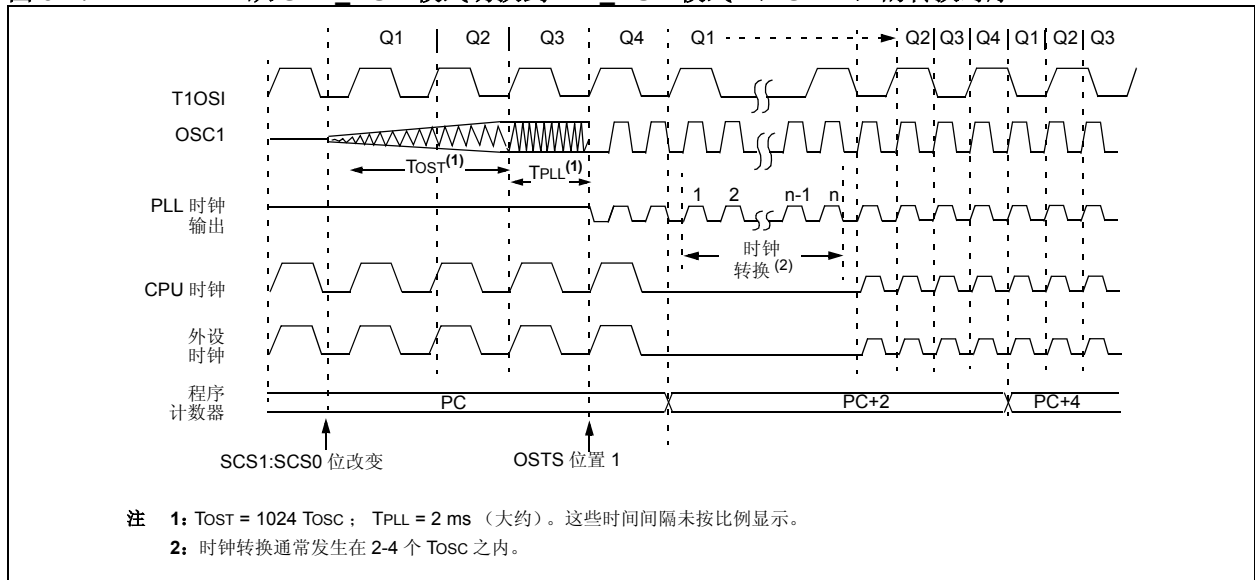 Q1 Q2 Q3 Q4 Q1 Q2 Q3 Q4 Q1 Q2 Q3
T1OSI
OSC1
TOST(1)
TPLL(1)
1 2 n-1 n
PLL 时钟
输出
时钟
转换(2)
CPU 时钟
外设
时钟
程序
计数器
PC PC+2 PC+4
SCS1:SCS0 位改变
OSTS 位置 1
注 1: TOST = 1024 TOSC ; TPLL = 2 ms (大约)。这些时间间隔未按比例显示。
2: 时钟转换通常发生在 2-4 个 TOSC 之内。